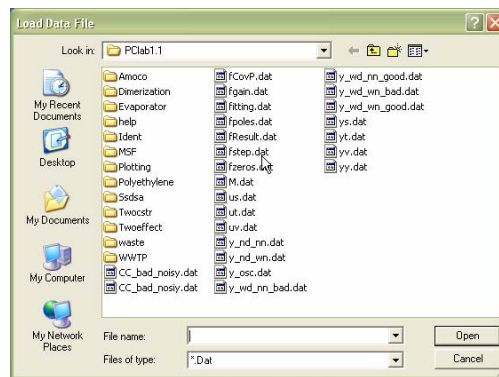 Load Data File
Look in: PClab1.1
My Recent
Documents
Desktop
My Documents
My Computer
My Network
Places
Amoco
Dimerization
Evaporator
help
Ident
MSF
Plotting
Polyethylene
Ssdsa
Twocstr
Twoeffect
waste
WWTP
CC_bad_noisy.dat
CC_bad_nosiy.dat
fCovP.dat
fgain.dat
fitting.dat
fpoles.dat
fResult.dat
fstep.dat
fzeros.dat
M.dat
us.dat
ut.dat
uv.dat
y_nd_nn.dat
y_nd_wn.dat
y_osc.dat
y_wd_nn_bad.dat
y_wd_nn_good.dat
y_wd_wn_bad.dat
y_wd_wn_good.dat
ys.dat
yt.dat
yv.dat
yy.dat
File name:
Open
Files of type: *.Dat
Cancel